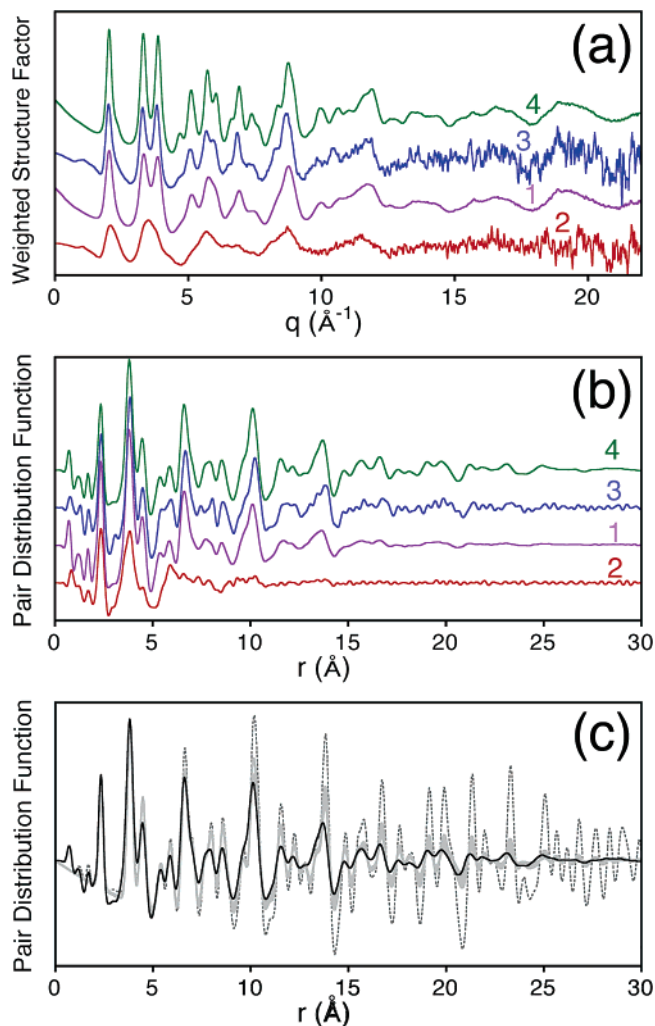 (a)
Weighted Structure Factor
4
3
1
2
0 5 10 15 20
q (Å⁻¹)
(b)
Pair Distribution Function
4
3
1
2
0 5 10 15 20 25 30
r (Å)
(c)
Pair Distribution Function
0 5 10 15 20 25 30
r (Å)